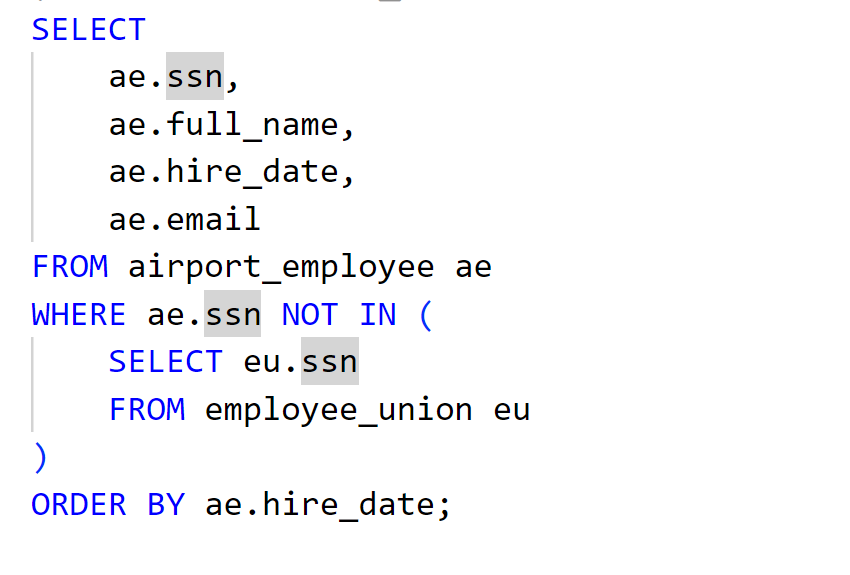 SELECT
    ae.ssn,
    ae.full_name,
    ae.hire_date,
    ae.email
FROM airport_employee ae
WHERE ae.ssn NOT IN (
    SELECT eu.ssn
    FROM employee_union eu
)
ORDER BY ae.hire_date;